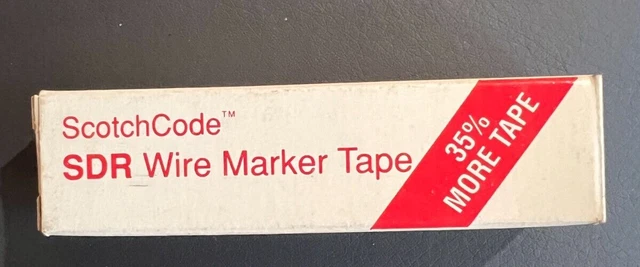 ScotchCode™
SDR Wire Marker Tape
35%
MORE TAPE